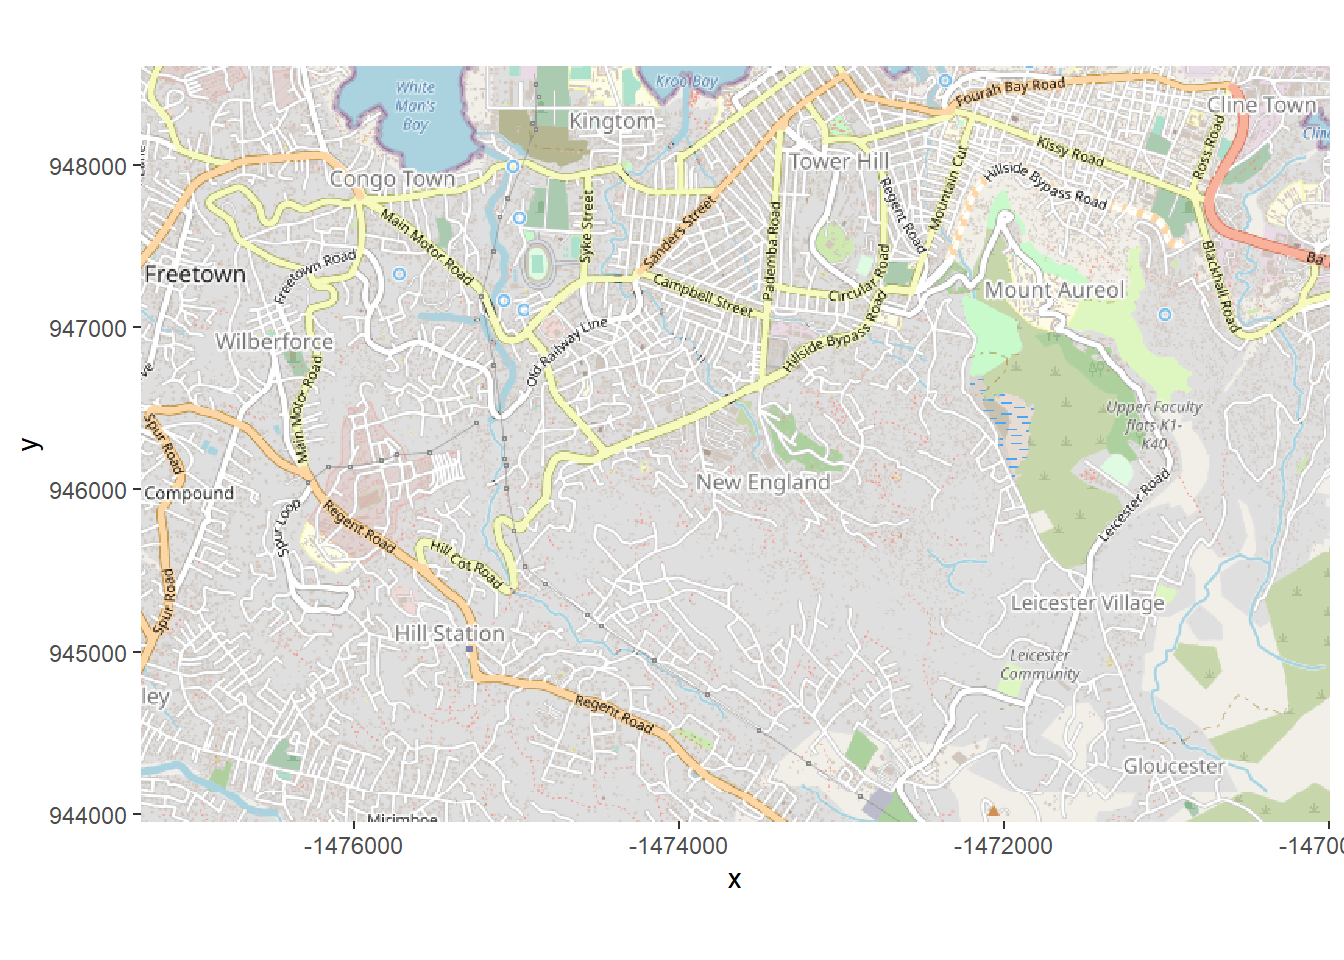 White
Man's
Bay
Kroo Bay
Kingtom
Fourah Bay Road
Cline Town
Tower Hill
Kissy Road
Ross Road
948000
Congo Town
Hillside Bypass Road
Mountain Cut
Regent Road
Main Motor Road
Syke Street
Sanders Street
Pademba Road
Freetown Road
Freetown
Circular Road
Mount Aureol
Blackhall Road
Ba
Campbell Street
947000
Wilberforce
Old Railway Line
Hillside Bypass Road
ve
Main Motor Road
Upper Faculty
flats K1-
K40
Spur Road
946000
Compound
New England
Leicester Road
Spur Loop
Regent Road
Hill Cot Road
Spur Road
Leicester Village
Hill Station
945000
Leicester
Community
ley
Regent Road
Gloucester
944000
-1476000
-1474000
-1472000
-14700
x
y